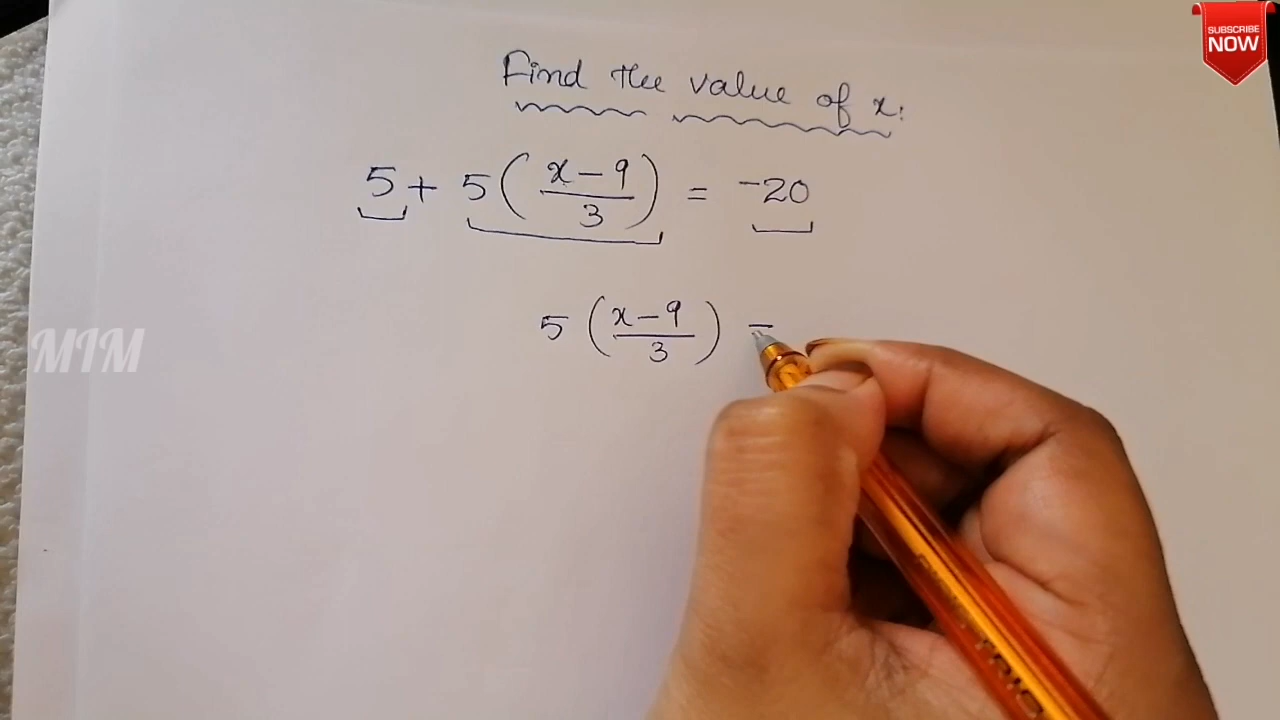 SUBSCRIBE
NOW
Find the value of x:
5 + 5 ( x - 9 / 3 ) = -20
5 ( x - 9 / 3 ) =
MIM